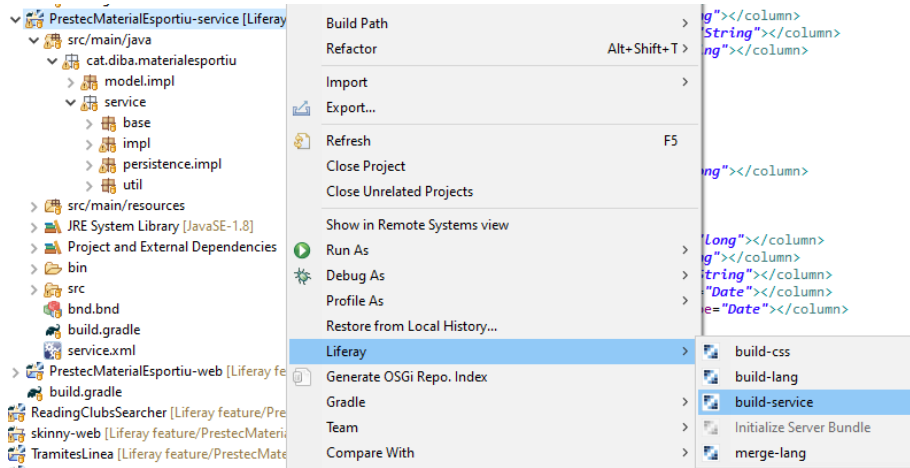 PrestecMaterialEsportiu-service [Liferay
src/main/java
cat.diba.materialesportiu
model.impl
service
base
impl
persistence.impl
util
src/main/resources
JRE System Library [JavaSE-1.8]
Project and External Dependencies
bin
src
bnd.bnd
build.gradle
service.xml
PrestecMaterialEsportiu-web [Liferay fe
build.gradle
ReadingClubsSearcher [Liferay feature/Pre
skinny-web [Liferay feature/PrestecMateri
TramitesLinea [Liferay feature/PrestecMate
Build Path
Refactor Alt+Shift+T
Import
Export...
Refresh F5
Close Project
Close Unrelated Projects
Show in Remote Systems view
Run As
Debug As
Profile As
Restore from Local History...
Liferay
Generate OSGi Repo. Index
Gradle
Team
Compare With
g"></column>
String"></column>
ng"></column>
ong"></column>
Long"></column>
g"></column>
tring"></column>
="Date"></column>
e="Date"></column>
build-css
build-lang
build-service
Initialize Server Bundle
merge-lang